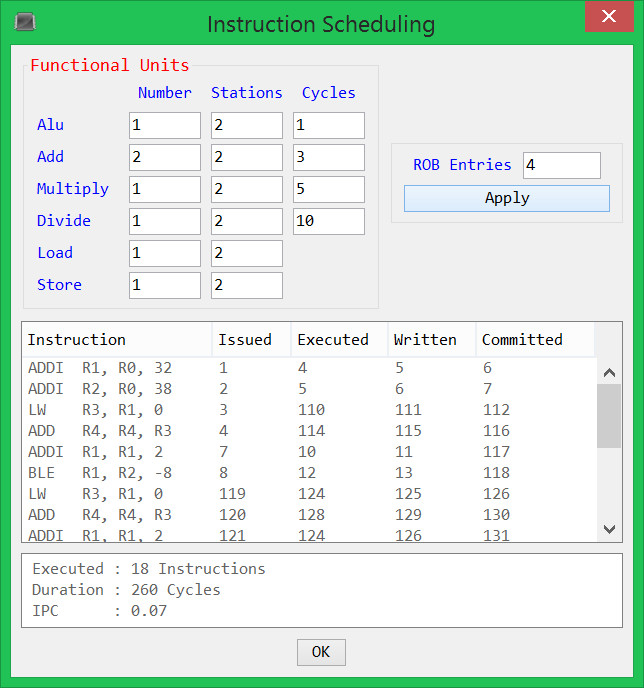 Instruction Scheduling
Functional Units
Number Stations Cycles
Alu 1 2 1
Add 2 2 3
Multiply 1 2 5
Divide 1 2 10
Load 1 2
Store 1 2
ROB Entries 4
Apply
Instruction Issued Executed Written Committed
ADDI R1, R0, 32 1 4 5 6
ADDI R2, R0, 38 2 5 6 7
LW R3, R1, 0 3 110 111 112
ADD R4, R4, R3 4 114 115 116
ADDI R1, R1, 2 7 10 11 117
BLE R1, R2, -8 8 12 13 118
LW R3, R1, 0 119 124 125 126
ADD R4, R4, R3 120 128 129 130
ADDI R1, R1, 2 121 124 126 131
Executed : 18 Instructions
Duration : 260 Cycles
IPC : 0.07
OK